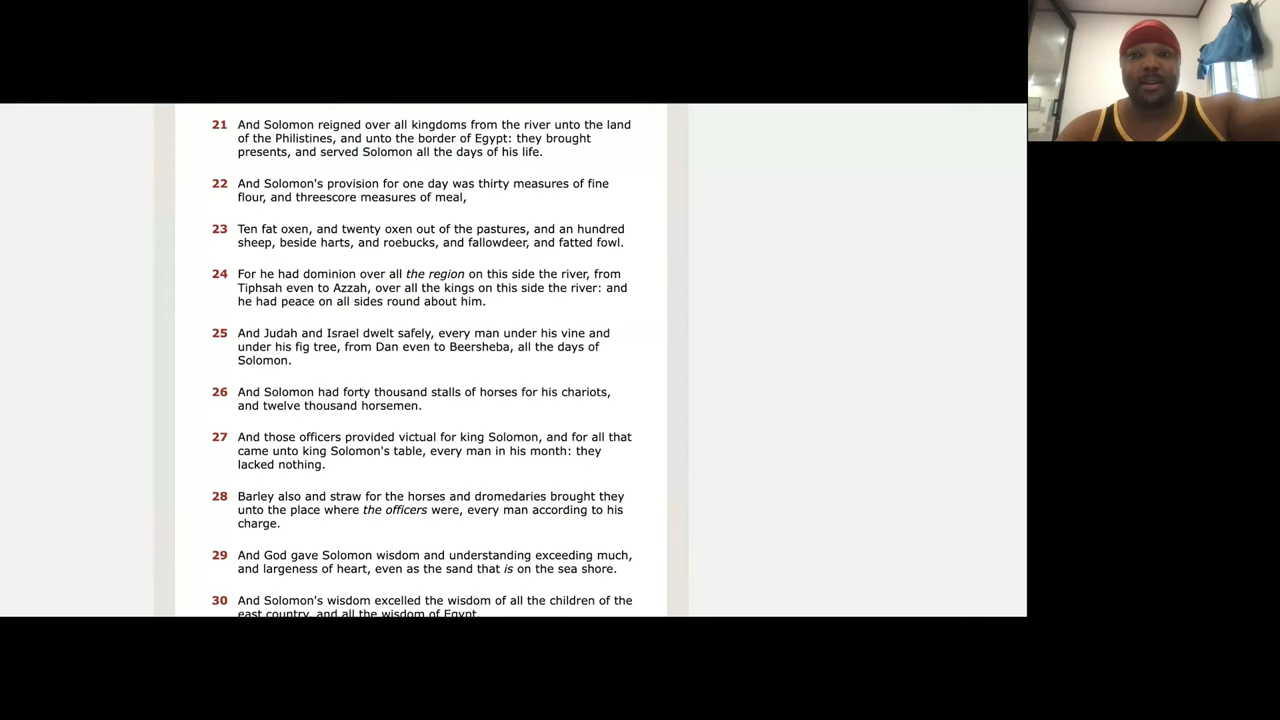 21 And Solomon reigned over all kingdoms from the river unto the land
of the Philistines, and unto the border of Egypt: they brought
presents, and served Solomon all the days of his life.
22 And Solomon's provision for one day was thirty measures of fine
flour, and threescore measures of meal,
23 Ten fat oxen, and twenty oxen out of the pastures, and an hundred
sheep, beside harts, and roebucks, and fallowdeer, and fatted fowl.
24 For he had dominion over all the region on this side the river, from
Tiphsah even to Azzah, over all the kings on this side the river: and
he had peace on all sides round about him.
25 And Judah and Israel dwelt safely, every man under his vine and
under his fig tree, from Dan even to Beersheba, all the days of
Solomon.
26 And Solomon had forty thousand stalls of horses for his chariots,
and twelve thousand horsemen.
27 And those officers provided victual for king Solomon, and for all that
came unto king Solomon's table, every man in his month: they
lacked nothing.
28 Barley also and straw for the horses and dromedaries brought they
unto the place where the officers were, every man according to his
charge.
29 And God gave Solomon wisdom and understanding exceeding much,
and largeness of heart, even as the sand that is on the sea shore.
30 And Solomon's wisdom excelled the wisdom of all the children of the
east country, and all the wisdom of Egypt.